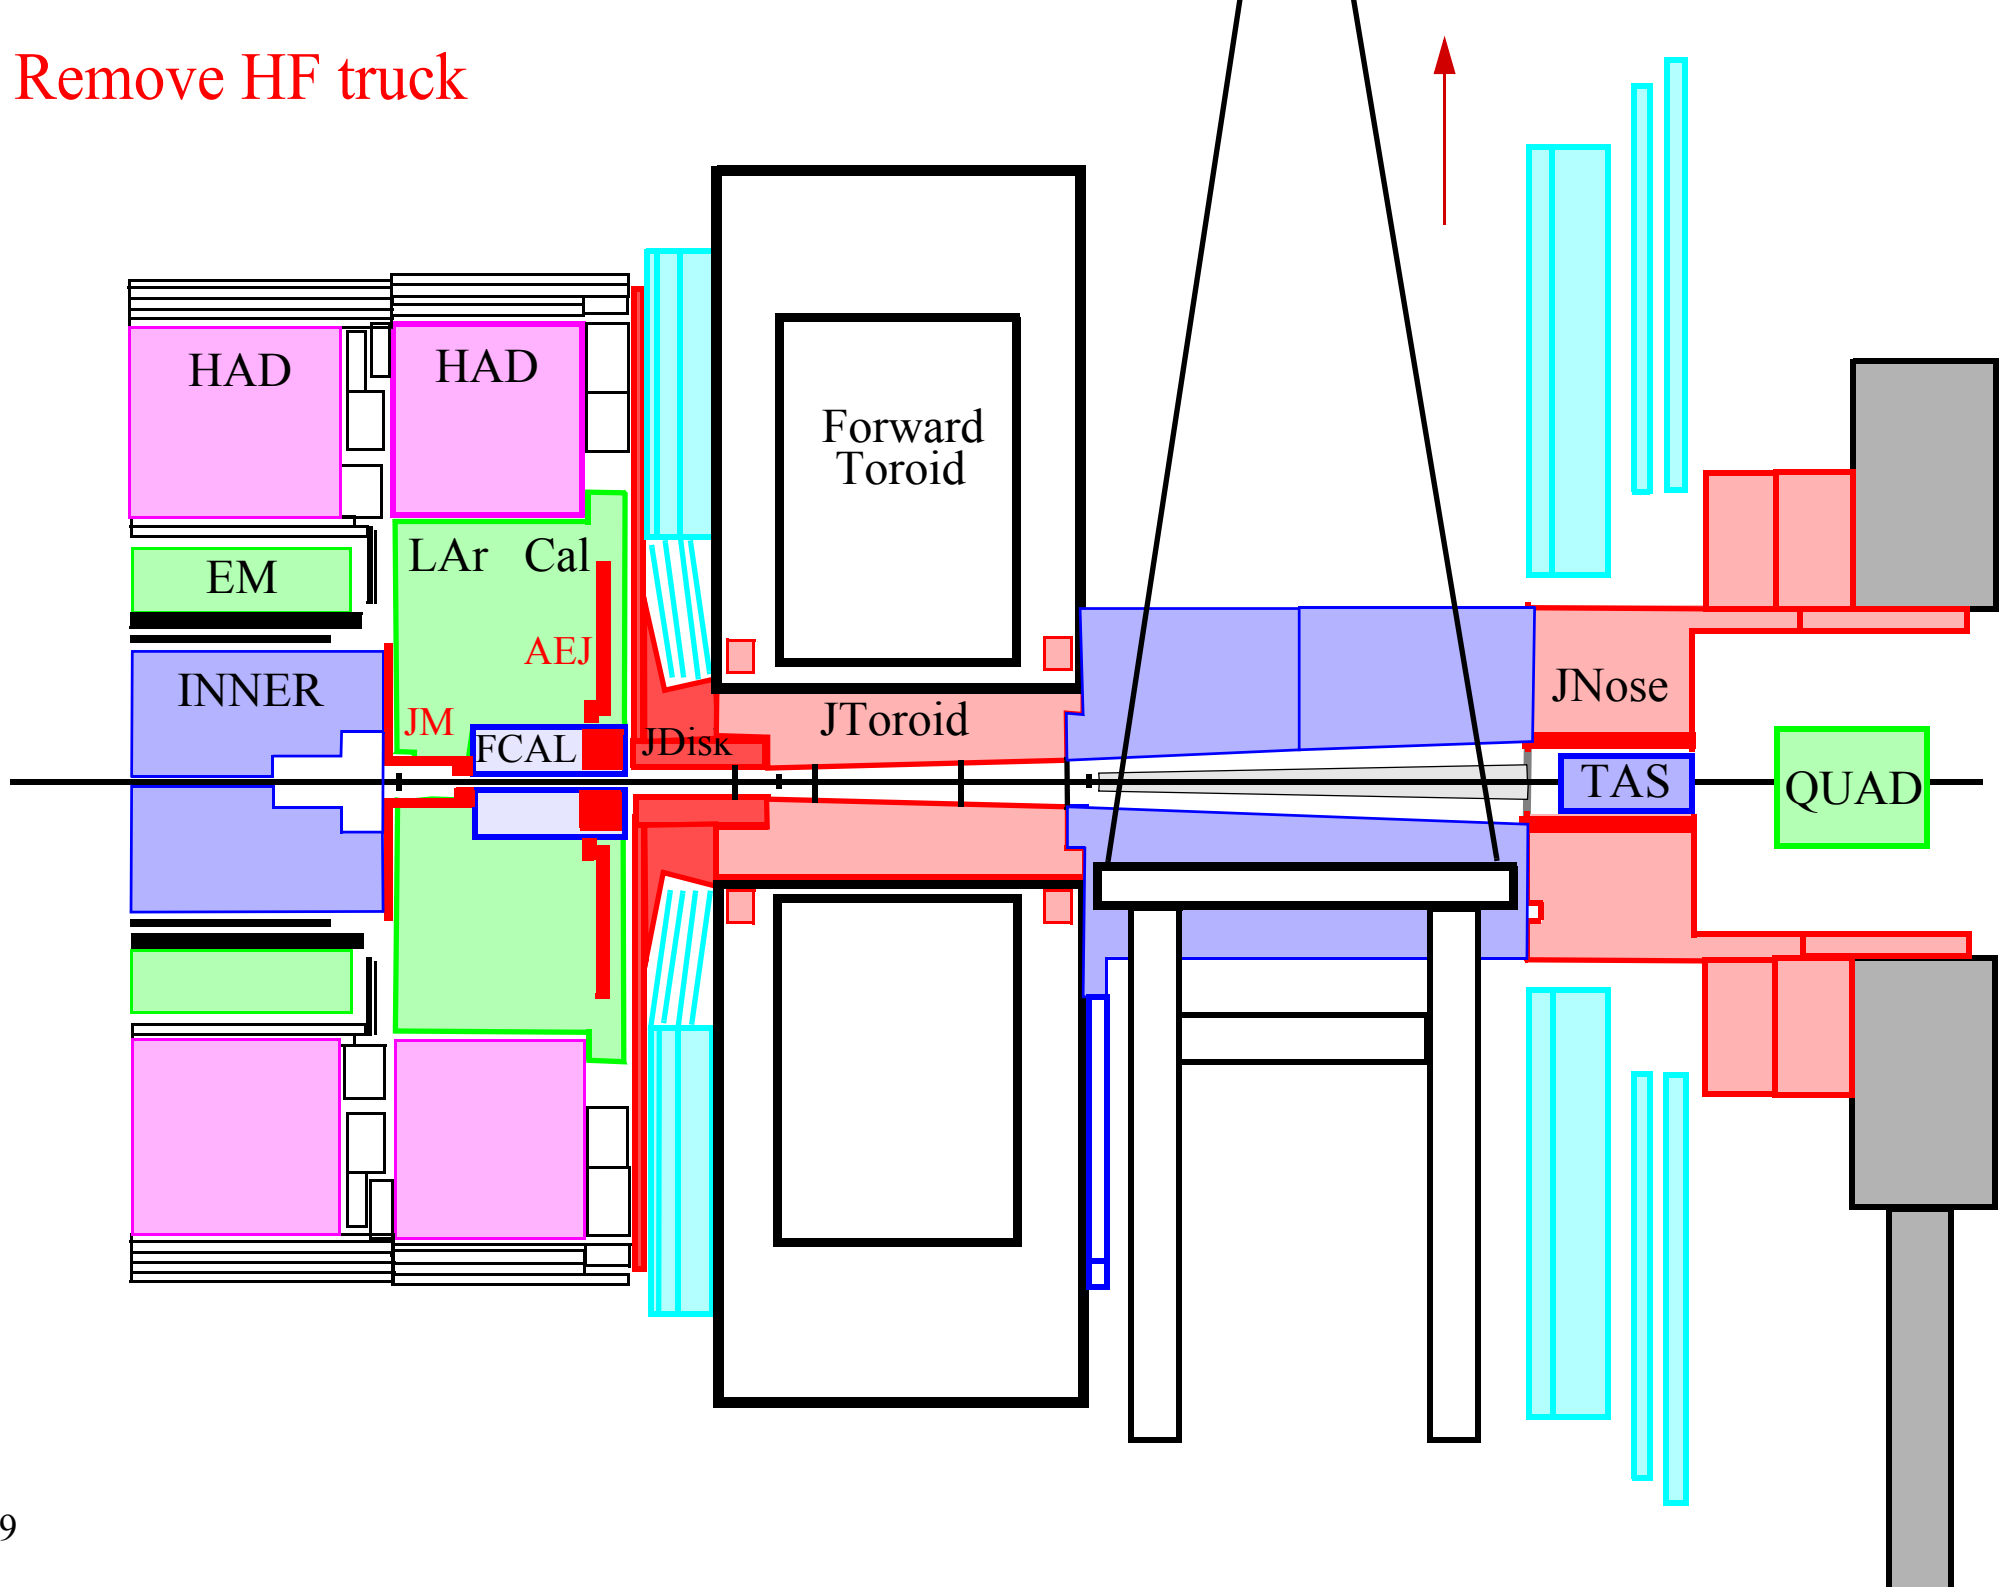 Remove HF truck
HAD
HAD
Forward
Toroid
LAr Cal
EM
AEJ
INNER
JNose
JM
JToroid
FCAL
JDisk
TAS
QUAD
9